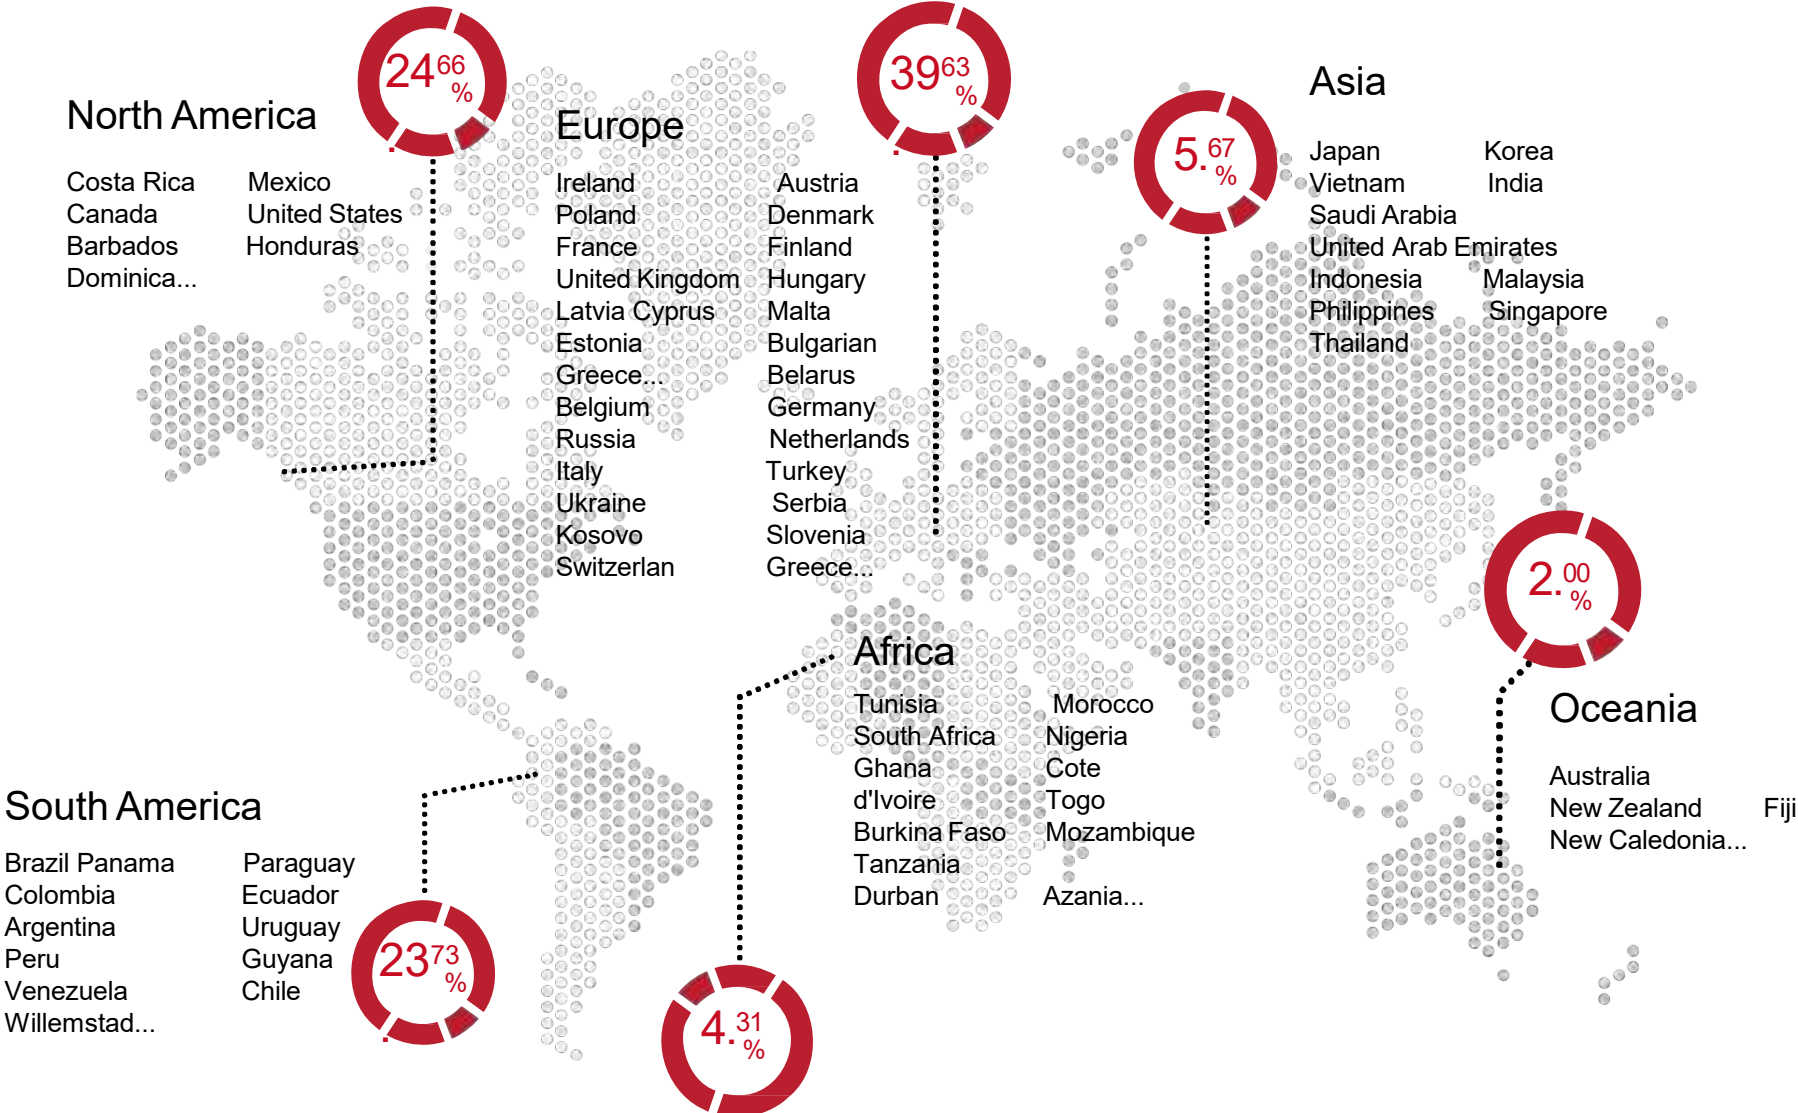 North America
24 66 %
Costa Rica Mexico
Canada United States
Barbados Honduras
Dominica...
Europe
39 63 %
Ireland Austria
Poland Denmark
France Finland
United Kingdom Hungary
Latvia Cyprus Malta
Estonia Bulgarian
Greece... Belarus
Belgium Germany
Russia Netherlands
Italy Turkey
Ukraine Serbia
Kosovo Slovenia
Switzerlan Greece...
Asia
5. 67 %
Japan Korea
Vietnam India
Saudi Arabia
United Arab Emirates
Indonesia Malaysia
Philippines Singapore
Thailand
2. 00 %
Oceania
Australia
New Zealand Fiji
New Caledonia...
Africa
Tunisia Morocco
South Africa Nigeria
Ghana Cote
d'Ivoire Togo
Burkina Faso Mozambique
Tanzania
Durban Azania...
4. 31 %
South America
Brazil Panama Paraguay
Colombia Ecuador
Argentina Uruguay
Peru Guyana
Venezuela Chile
Willemstad...
23 73 %